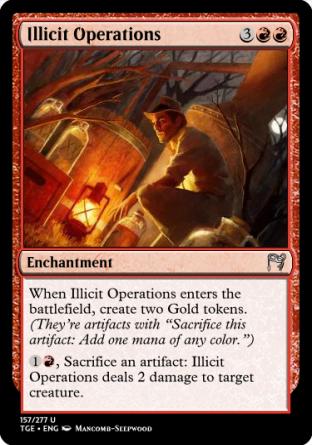 Illicit Operations 3
Enchantment
When Illicit Operations enters the
battlefield, create two Gold tokens.
(They're artifacts with "Sacrifice this
artifact: Add one mana of any color.")
1, Sacrifice an artifact: Illicit
Operations deals 2 damage to target
creature.
157/277 U
TGE • ENG Mancomb-Seepwood